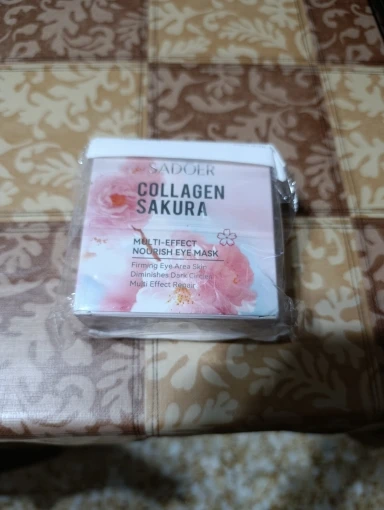 SADOER
COLLAGEN
SAKURA
MULTI-EFFECT
NOURISH EYE MASK
Firming Eye Area Skin
Diminishes Dark Circles
Multi Effect Repair